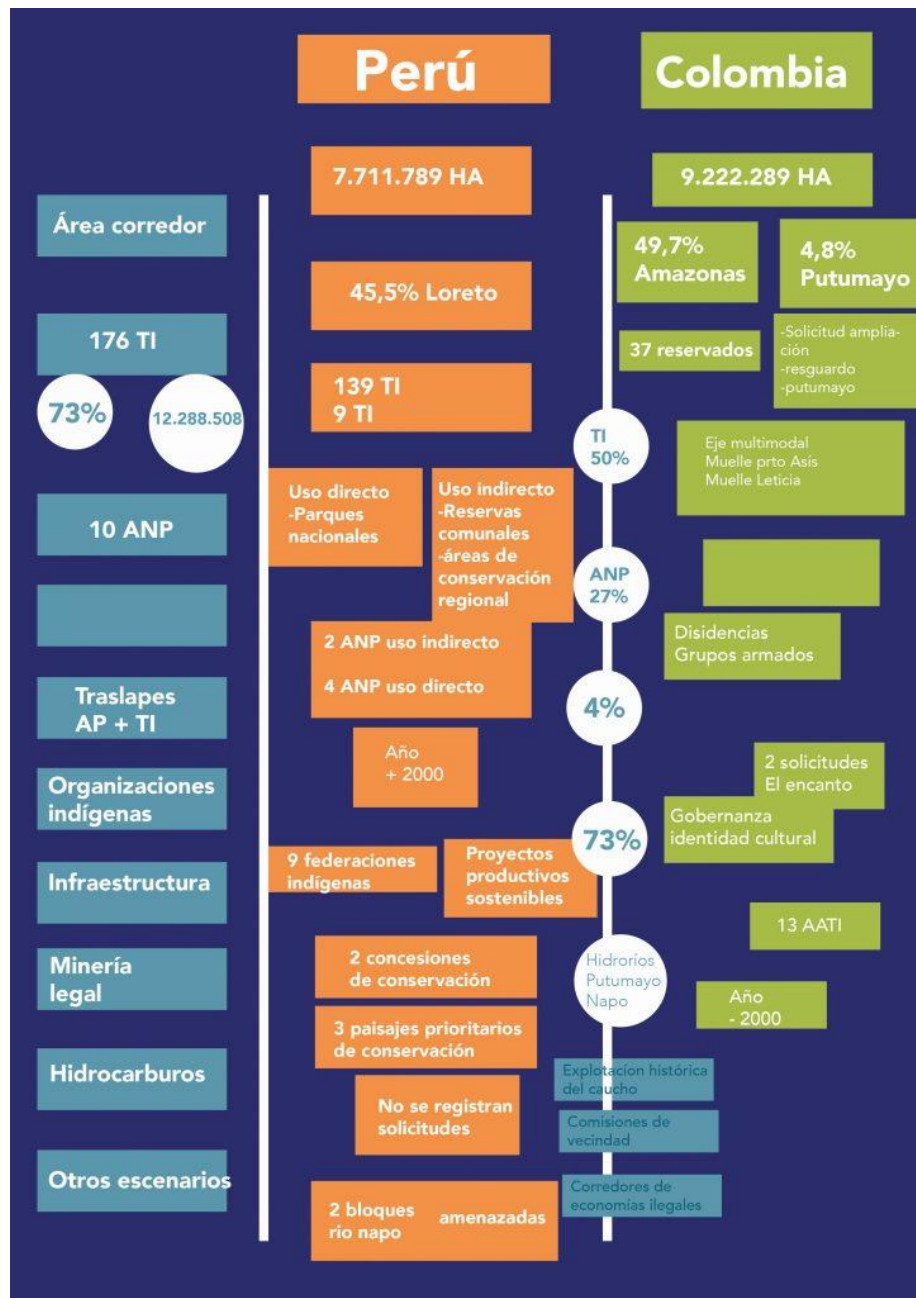 Perú
Colombia
7.711.789 HA
9.222.289 HA
Área corredor
49,7%
Amazonas
4,8%
Putumayo
45,5% Loreto
176 TI
37 reservados
-Solicitud amplia-
ción
-resguardo
-putumayo
73%
12.288.508
139 TI
9 TI
TI
50%
Eje multimodal
Muelle prto Asís
Muelle Leticia
10 ANP
Uso directo
-Parques
nacionales
Uso indirecto
-Reservas
comunales
-áreas de
conservación
regional
ANP
27%
2 ANP uso indirecto
4 ANP uso directo
Disidencias
Grupos armados
Traslapes
AP + TI
4%
Año
+ 2000
2 solicitudes
El encanto
Organizaciones
indígenas
Gobernanza
identidad cultural
73%
Infraestructura
9 federaciones
indígenas
Proyectos
productivos
sostenibles
13 AATI
Minería
legal
2 concesiones
de conservación
Hidroríos
Putumayo
Napo
Año
- 2000
3 paisajes prioritarios
de conservación
Hidrocarburos
Explotacion histórica
del caucho
No se registran
solicitudes
Comisiones de
vecindad
Otros escenarios
Corredores de
economías ilegales
2 bloques
rio napo
amenazadas